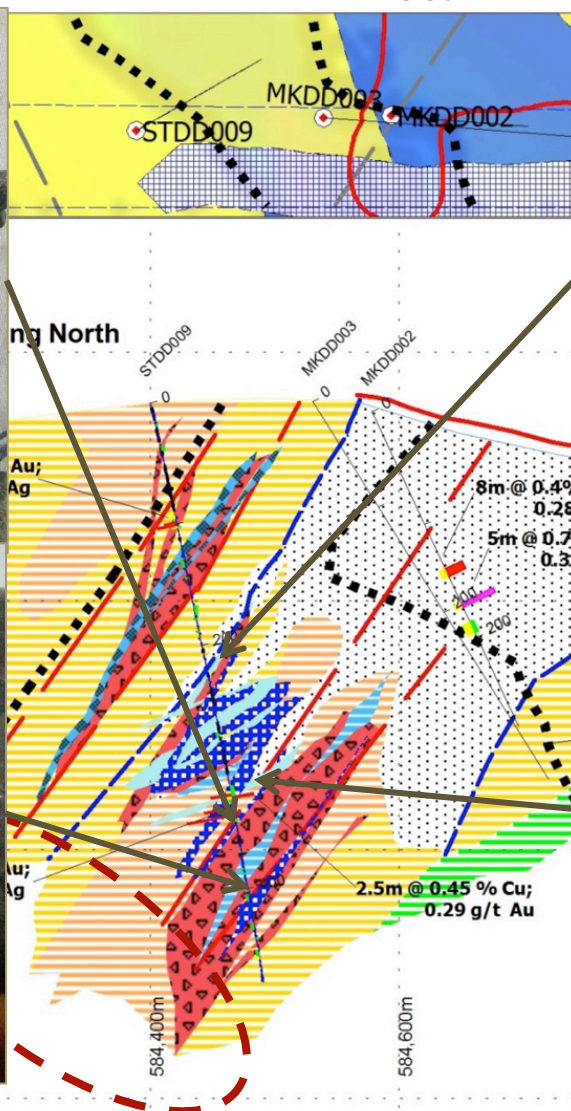 MKDD003
STDD009
MKDD002
ng North
STDD009
MKDD003
MKDD002
0
0
0
Au;
Ag
8m @ 0.4%
0.28
5m @ 0.7
0.3
200
200
Au;
Ag
2.5m @ 0.45 % Cu;
0.29 g/t Au
584,400m
584,600m